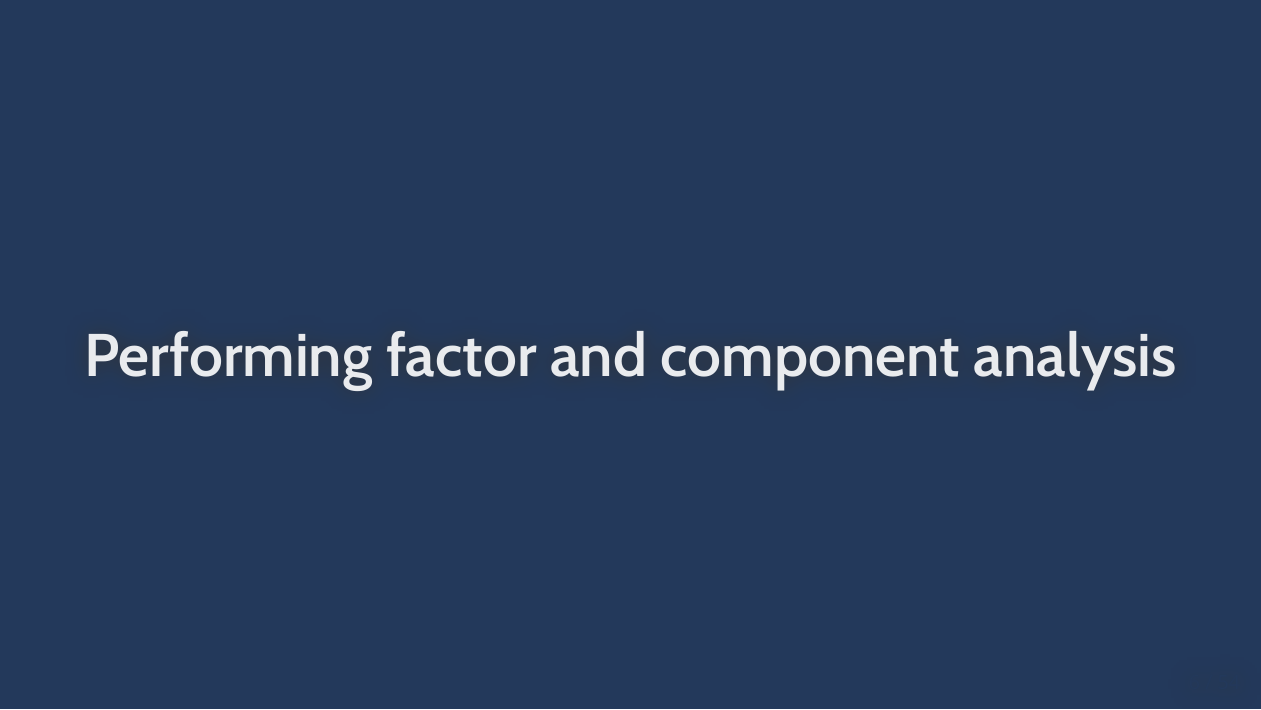 Performing factor and component analysis